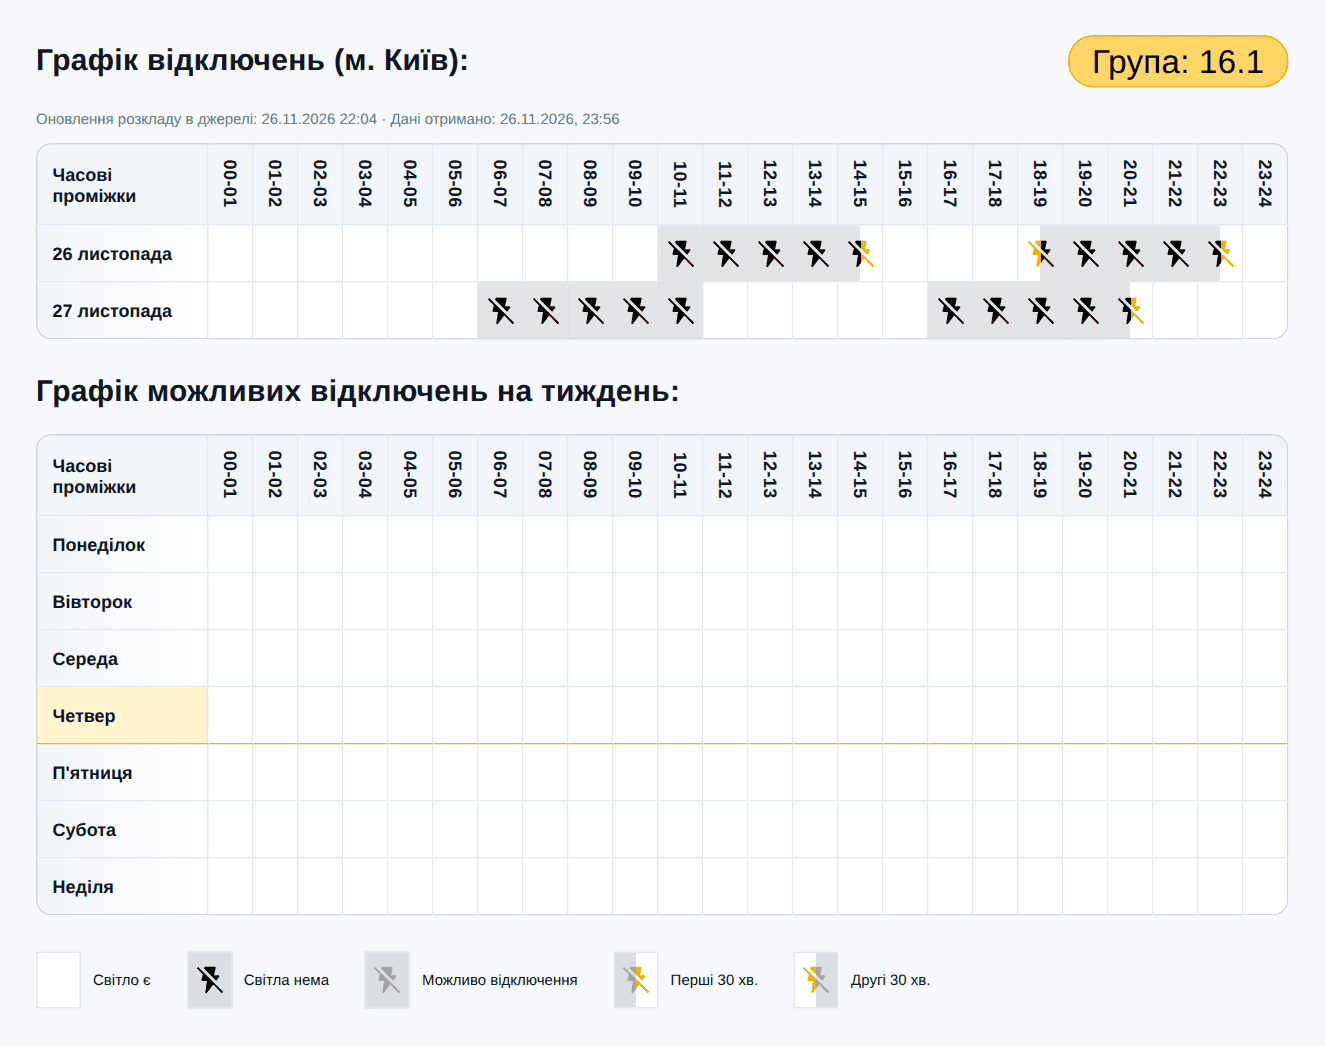 Графік відключень (м. Київ):
Група: 16.1
Оновлення розкладу в джерелі: 26.11.2026 22:04 · Дані отримано: 26.11.2026, 23:56
Часові проміжки 00-01 01-02 02-03 03-04 04-05 05-06 06-07 07-08 08-09 09-10 10-11 11-12 12-13 13-14 14-15 15-16 16-17 17-18 18-19 19-20 20-21 21-22 22-23 23-24
26 листопада
27 листопада
Графік можливих відключень на тиждень:
Часові проміжки 00-01 01-02 02-03 03-04 04-05 05-06 06-07 07-08 08-09 09-10 10-11 11-12 12-13 13-14 14-15 15-16 16-17 17-18 18-19 19-20 20-21 21-22 22-23 23-24
Понеділок
Вівторок
Середа
Четвер
П'ятниця
Субота
Неділя
Світло є Світла нема Можливо відключення Перші 30 хв. Другі 30 хв.